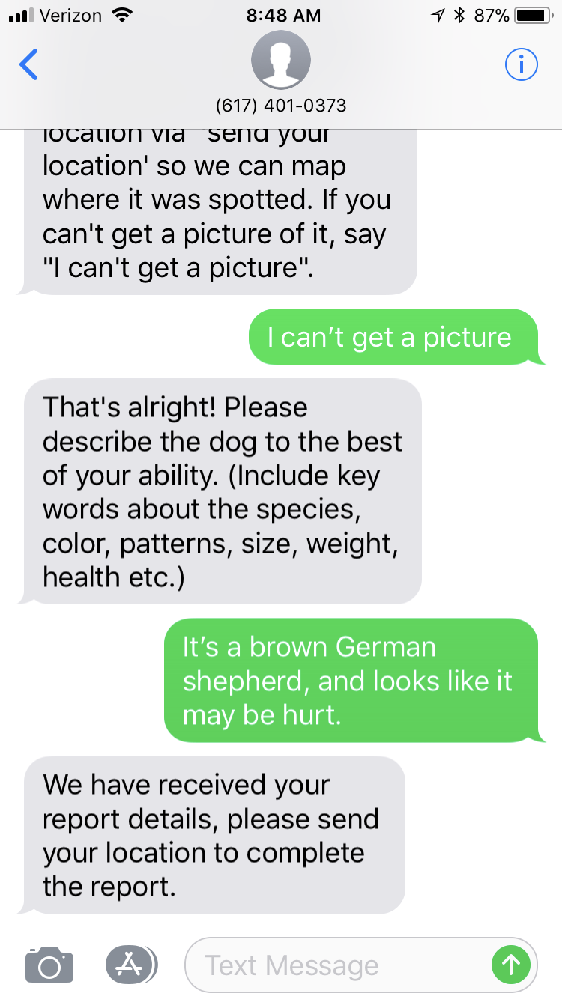 Verizon 8:48 AM 87%
(617) 401-0373
location via 'send your
location' so we can map
where it was spotted. If you
can't get a picture of it, say
"I can't get a picture".
I can’t get a picture
That's alright! Please
describe the dog to the best
of your ability. (Include key
words about the species,
color, patterns, size, weight,
health etc.)
It’s a brown German
shepherd, and looks like it
may be hurt.
We have received your
report details, please send
your location to complete
the report.
Text Message